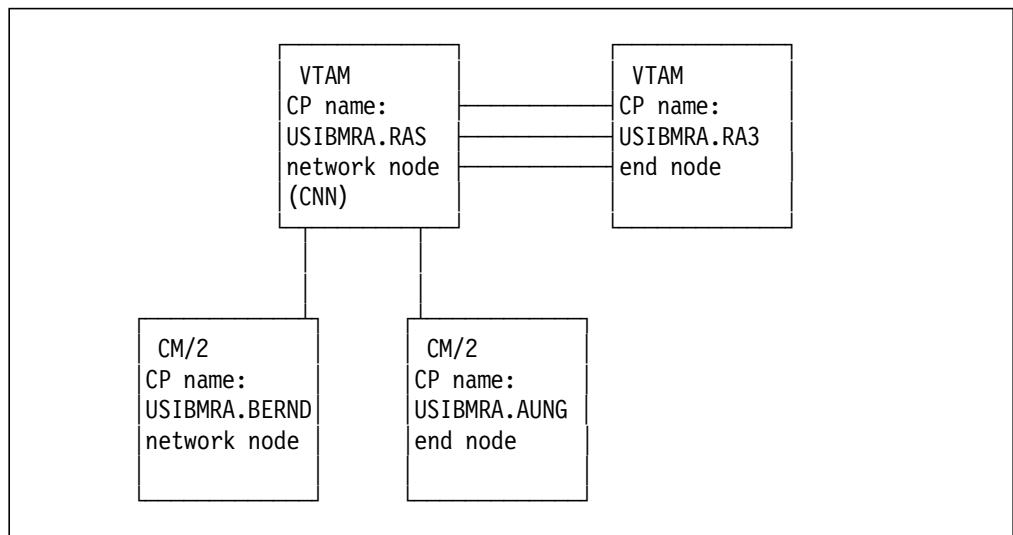 VTAM
CP name:
USIBMRA.RAS
network node
(CNN)
VTAM
CP name:
USIBMRA.RA3
end node
CM/2
CP name:
USIBMRA.BERND
network node
CM/2
CP name:
USIBMRA.AUNG
end node